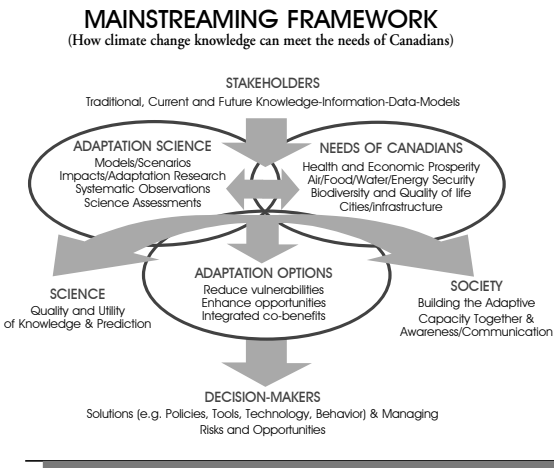 MAINSTREAMING FRAMEWORK
(How climate change knowledge can meet the needs of Canadians)
STAKEHOLDERS
Traditional, Current and Future Knowledge-Information-Data-Models
ADAPTATION SCIENCE
Models/Scenarios
Impacts/Adaptation Research
Systematic Observations
Science Assessments
NEEDS OF CANADIANS
Health and Economic Prosperity
Air/Food/Water/Energy Security
Biodiversity and Quality of life
Cities/infrastructure
ADAPTATION OPTIONS
Reduce vulnerabilities
Enhance opportunities
Integrated co-benefits
SCIENCE
Quality and Utility
of Knowledge & Prediction
SOCIETY
Building the Adaptive
Capacity Together &
Awareness/Communication
DECISION-MAKERS
Solutions (e.g. Policies, Tools, Technology, Behavior) & Managing
Risks and Opportunities